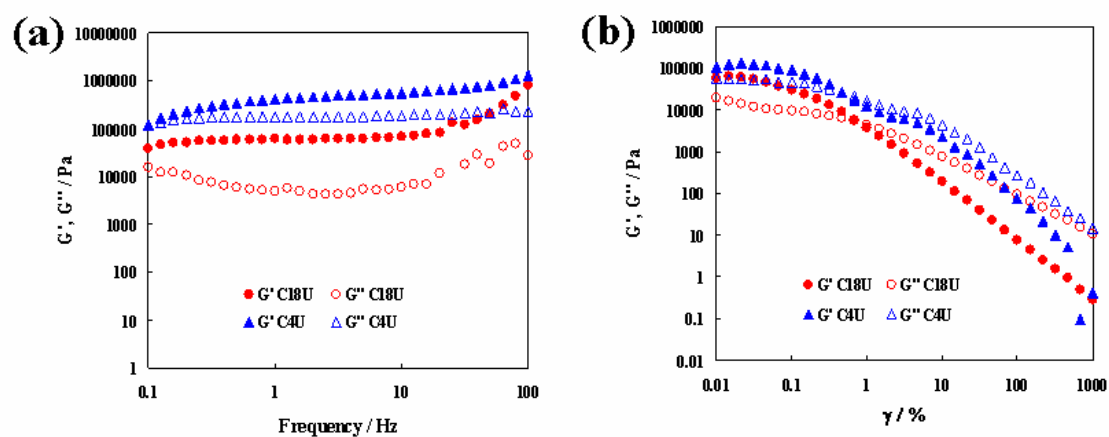 (a)
10000000
1000000
100000
10000
1000
100
10
1
G', G'' / Pa
G' C18U
G'' C18U
G' C4U
G'' C4U
0.1
1
10
100
Frequency / Hz
(b)
1000000
100000
10000
1000
100
10
1
0.1
0.01
G', G'' / Pa
G' C18U
G'' C18U
G' C4U
G'' C4U
0.01
0.1
1
10
100
1000
γ / %